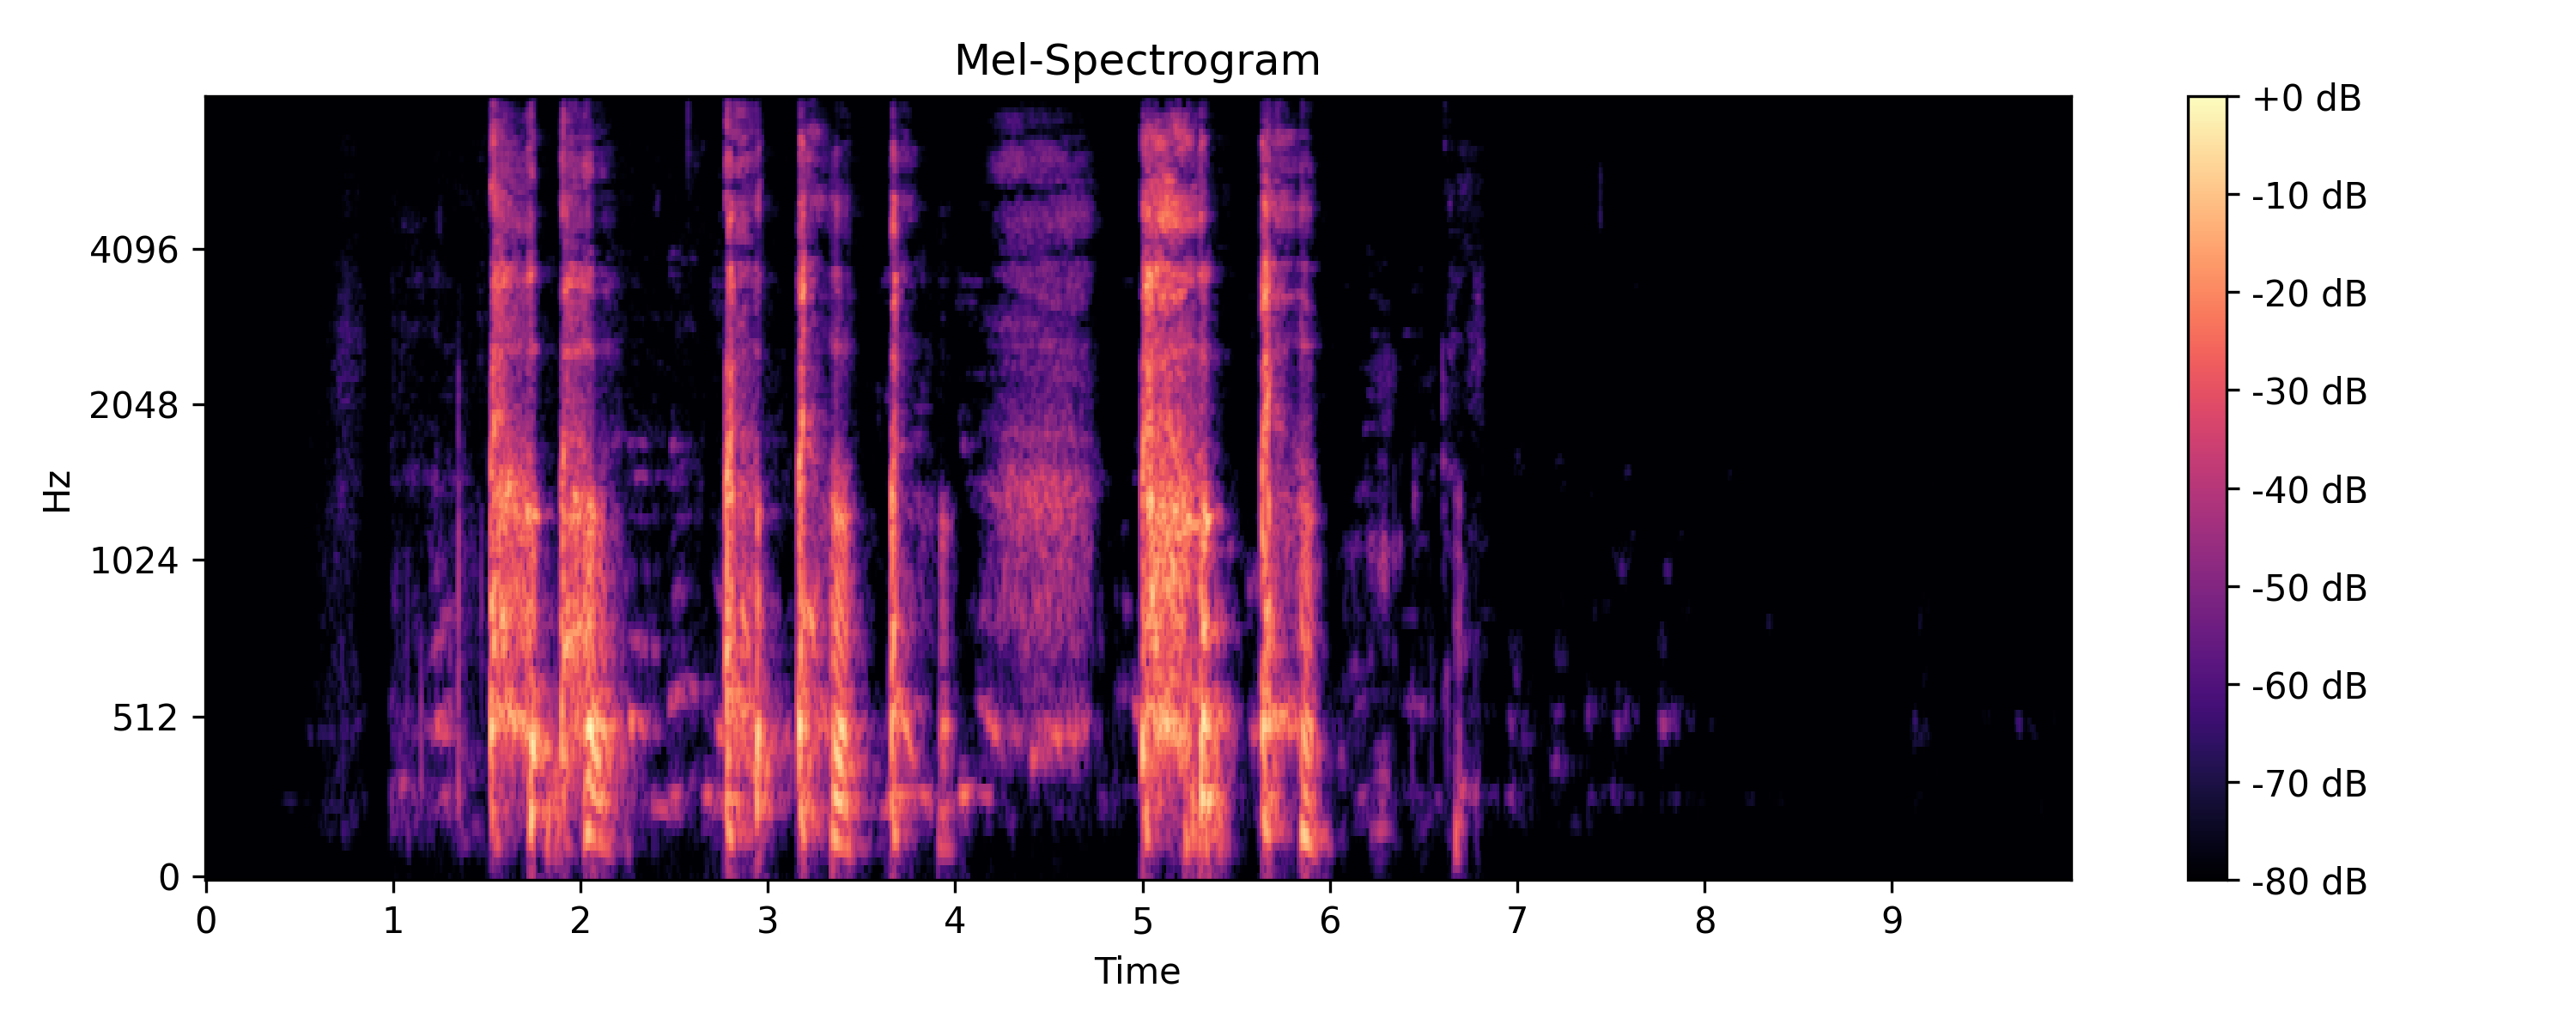 Mel-Spectrogram
+0 dB
-10 dB
-20 dB
-30 dB
-40 dB
-50 dB
-60 dB
-70 dB
-80 dB
Hz
4096
2048
1024
512
0
0 1 2 3 4 5 6 7 8 9
Time